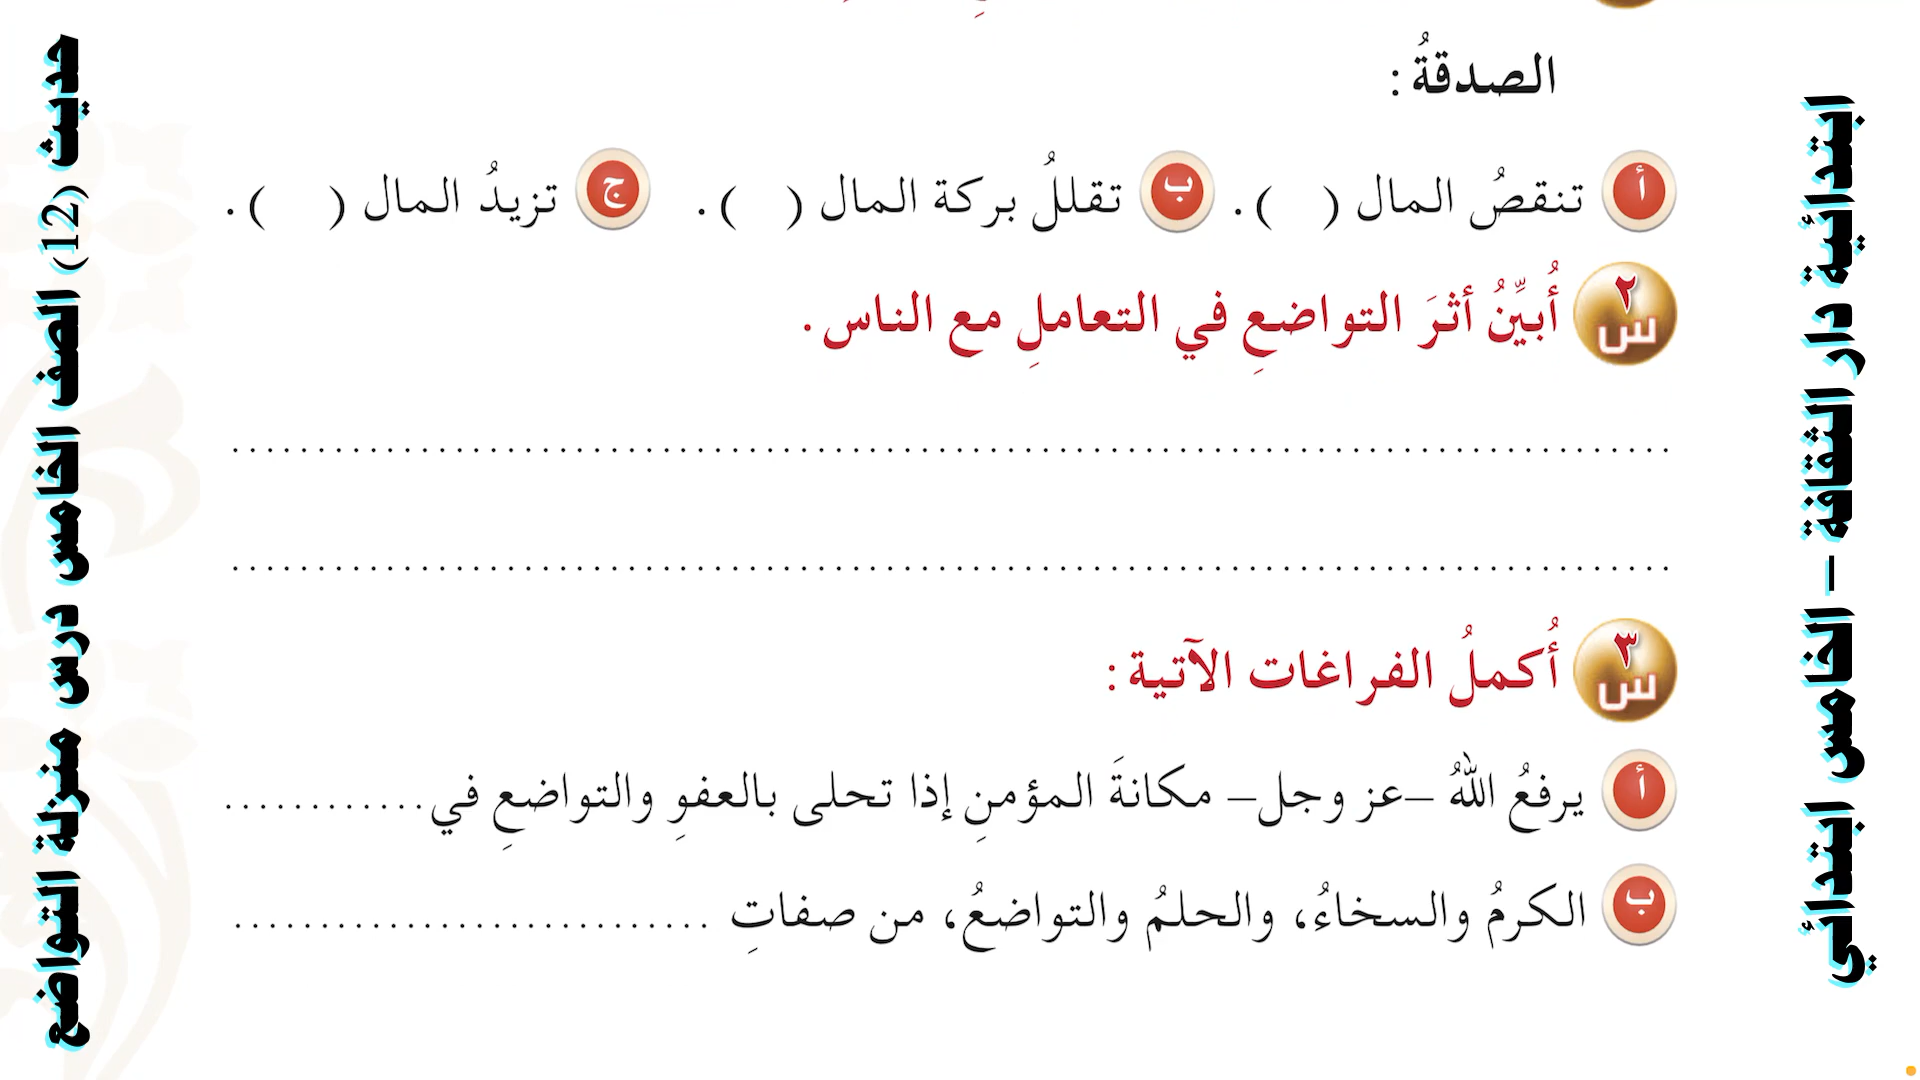 الصدقةُ :
أ تنقصُ المال ( ). ب تقللُ بركة المال ( ). ج تزيدُ المال ( ).
س٢ أُبيِّنُ أثرَ التواضعِ في التعاملِ مع الناس .
................................................................
................................................................
س٣ أُكملُ الفراغات الآتية :
أ يرفعُ اللهُ –عز وجل– مكانةَ المؤمنِ إذا تحلى بالعفوِ والتواضعِ في............
ب الكرمُ والسخاءُ، والحلمُ والتواضعُ، من صفاتِ ............................
ابتدائية دار الثقافة – الخامس ابتدائي
حديث (12) الصف الخامس درس منزلة التواضع